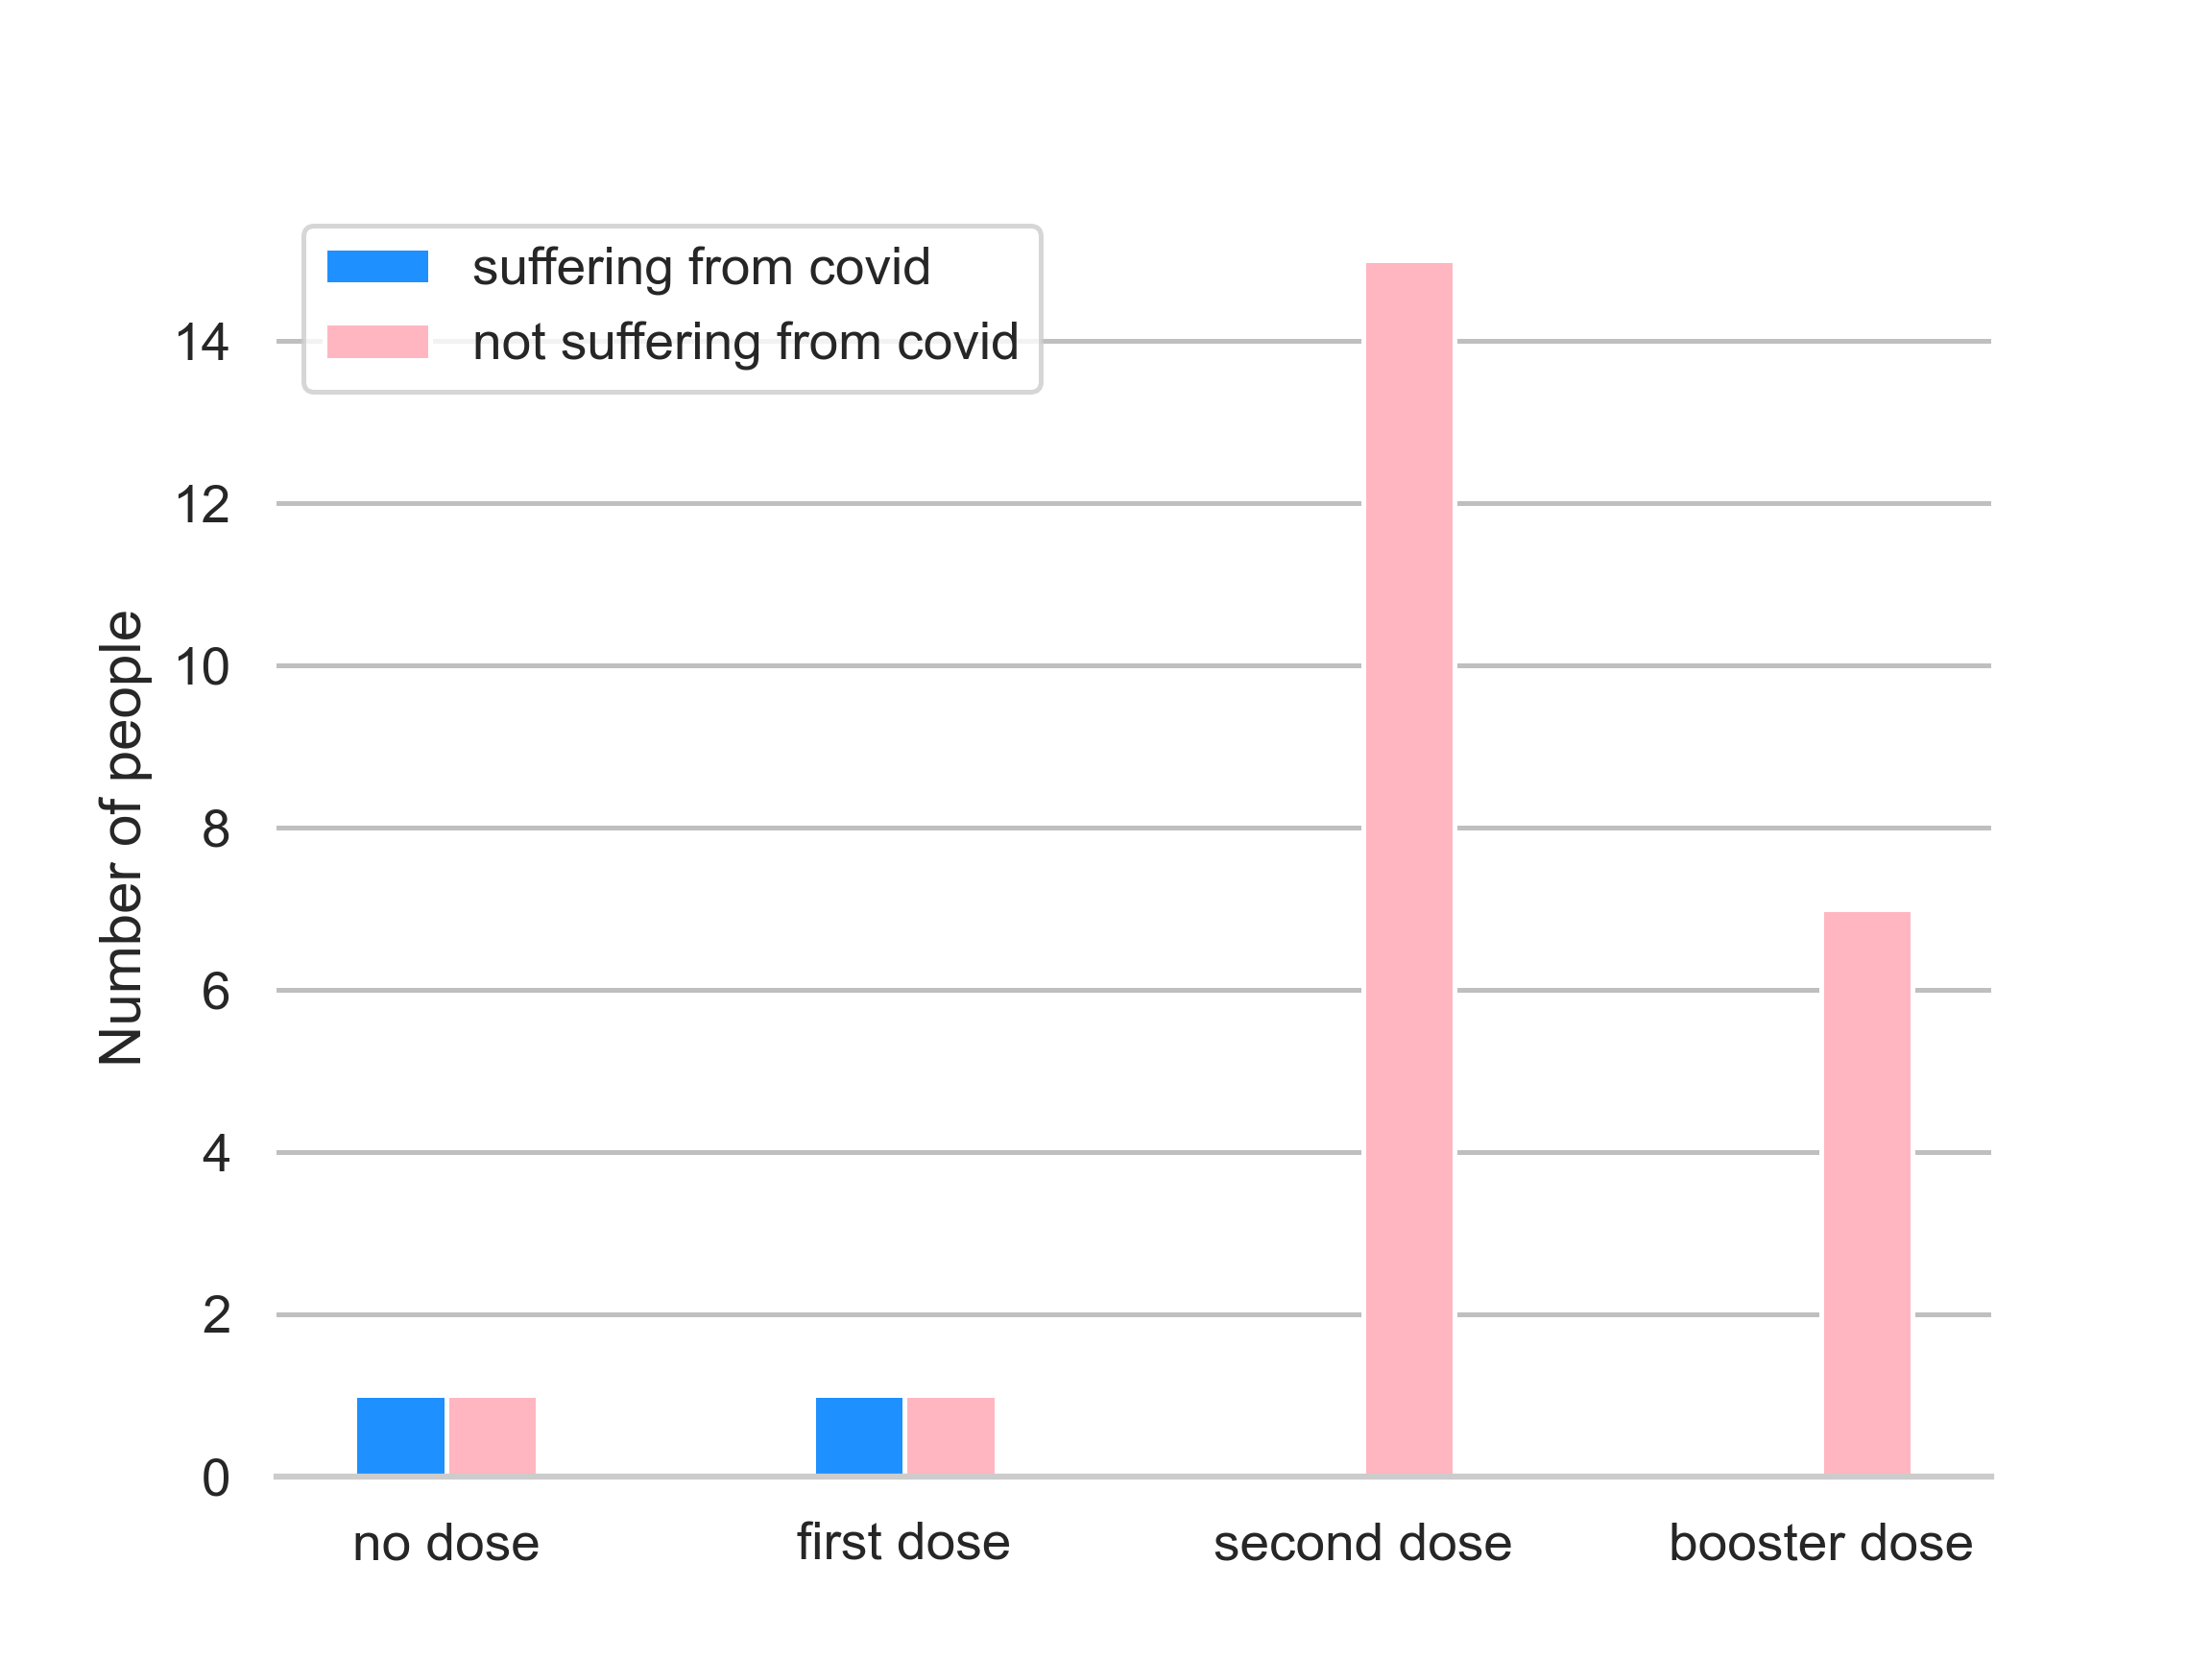 suffering from covid
not suffering from covid
14
12
10
8
6
4
2
0
Number of people
no dose
first dose
second dose
booster dose